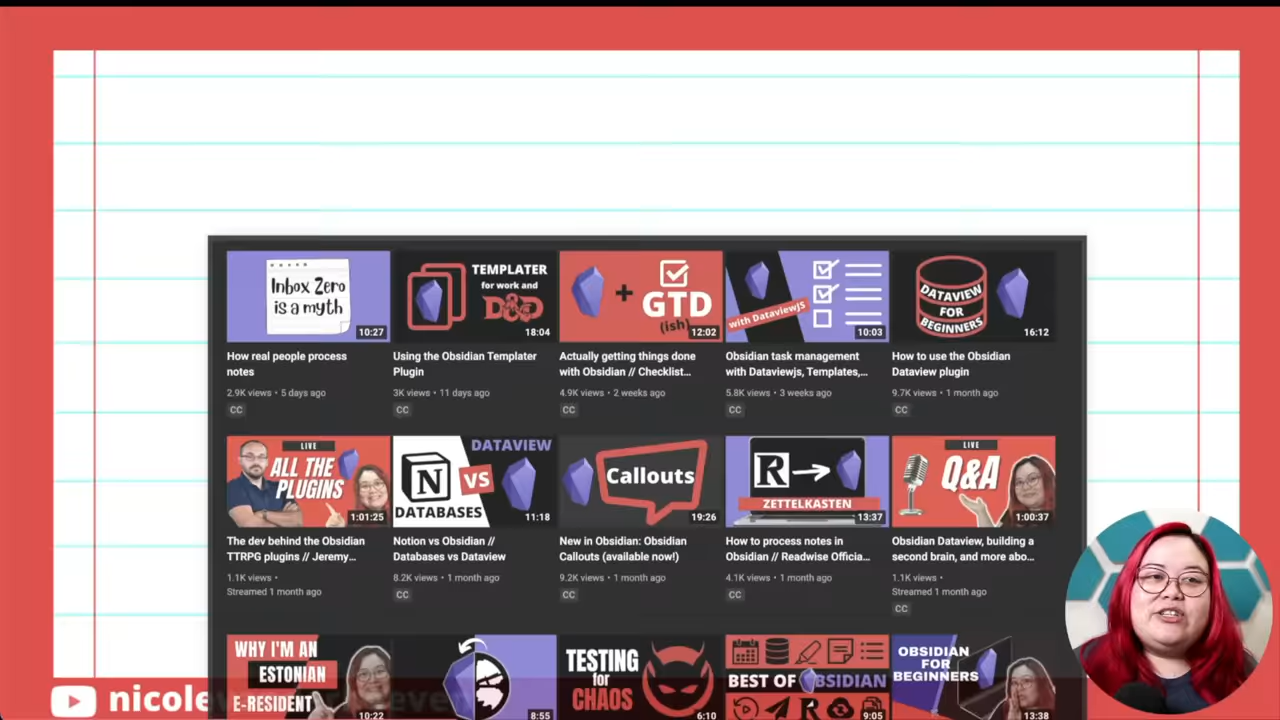 Inbox Zero
is a myth
10:27
TEMPLATER
for work and
D&D
18:04
+
GTD
(ish)
12:02
with DataviewJS
10:03
DATAVIEW
FOR
BEGINNERS
16:12
How real people process
notes
2.9K views • 5 days ago
CC
Using the Obsidian Templater
Plugin
3K views • 11 days ago
CC
Actually getting things done
with Obsidian // Checklist...
4.9K views • 2 weeks ago
CC
Obsidian task management
with Dataviewjs, Templates,...
5.8K views • 3 weeks ago
CC
How to use the Obsidian
Dataview plugin
9.7K views • 1 month ago
CC
LIVE
ALL THE
PLUGINS
1:01:25
DATAVIEW
N VS
DATABASES
11:18
Callouts
19:26
R
ZETTELKASTEN
13:37
LIVE
Q&A
1:00:37
The dev behind the Obsidian
TTRPG plugins // Jeremy...
1.1K views •
Streamed 1 month ago
Notion vs Obsidian //
Databases vs Dataview
8.2K views • 1 month ago
CC
New in Obsidian: Obsidian
Callouts (available now!)
9.2K views • 1 month ago
CC
How to process notes in
Obsidian // Readwise Officia...
4.1K views • 1 month ago
CC
Obsidian Dataview, building a
second brain, and more abo...
1.1K views •
Streamed 1 month ago
CC
WHY I'M AN
ESTONIAN
E-RESIDENT
10:22
8:55
TESTING
for
CHAOS
6:10
BEST OF OBSIDIAN
9:05
OBSIDIAN
FOR
BEGINNERS
13:38
nicole